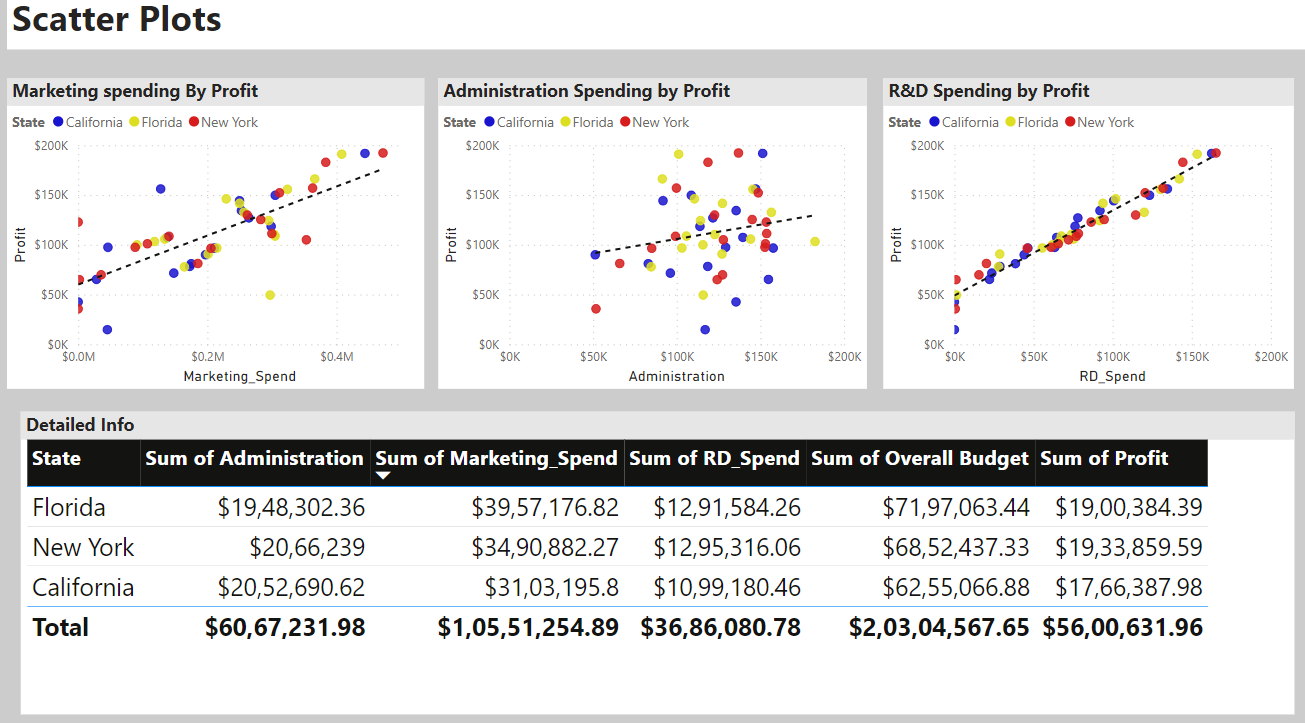 Scatter Plots
Marketing spending By Profit
State California Florida New York
$200K
$150K
$100K
$50K
$0K
Profit
$0.0M $0.2M $0.4M
Marketing_Spend
Administration Spending by Profit
State California Florida New York
$200K
$150K
$100K
$50K
$0K
Profit
$0K $50K $100K $150K $200K
Administration
R&D Spending by Profit
State California Florida New York
$200K
$150K
$100K
$50K
$0K
Profit
$0K $50K $100K $150K $200K
RD_Spend
Detailed Info
State Sum of Administration Sum of Marketing_Spend Sum of RD_Spend Sum of Overall Budget Sum of Profit
Florida $19,48,302.36 $39,57,176.82 $12,91,584.26 $71,97,063.44 $19,00,384.39
New York $20,66,239 $34,90,882.27 $12,95,316.06 $68,52,437.33 $19,33,859.59
California $20,52,690.62 $31,03,195.8 $10,99,180.46 $62,55,066.88 $17,66,387.98
Total $60,67,231.98 $1,05,51,254.89 $36,86,080.78 $2,03,04,567.65 $56,00,631.96